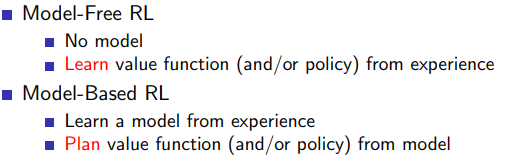 Model-Free RL
No model
Learn value function (and/or policy) from experience
Model-Based RL
Learn a model from experience
Plan value function (and/or policy) from model